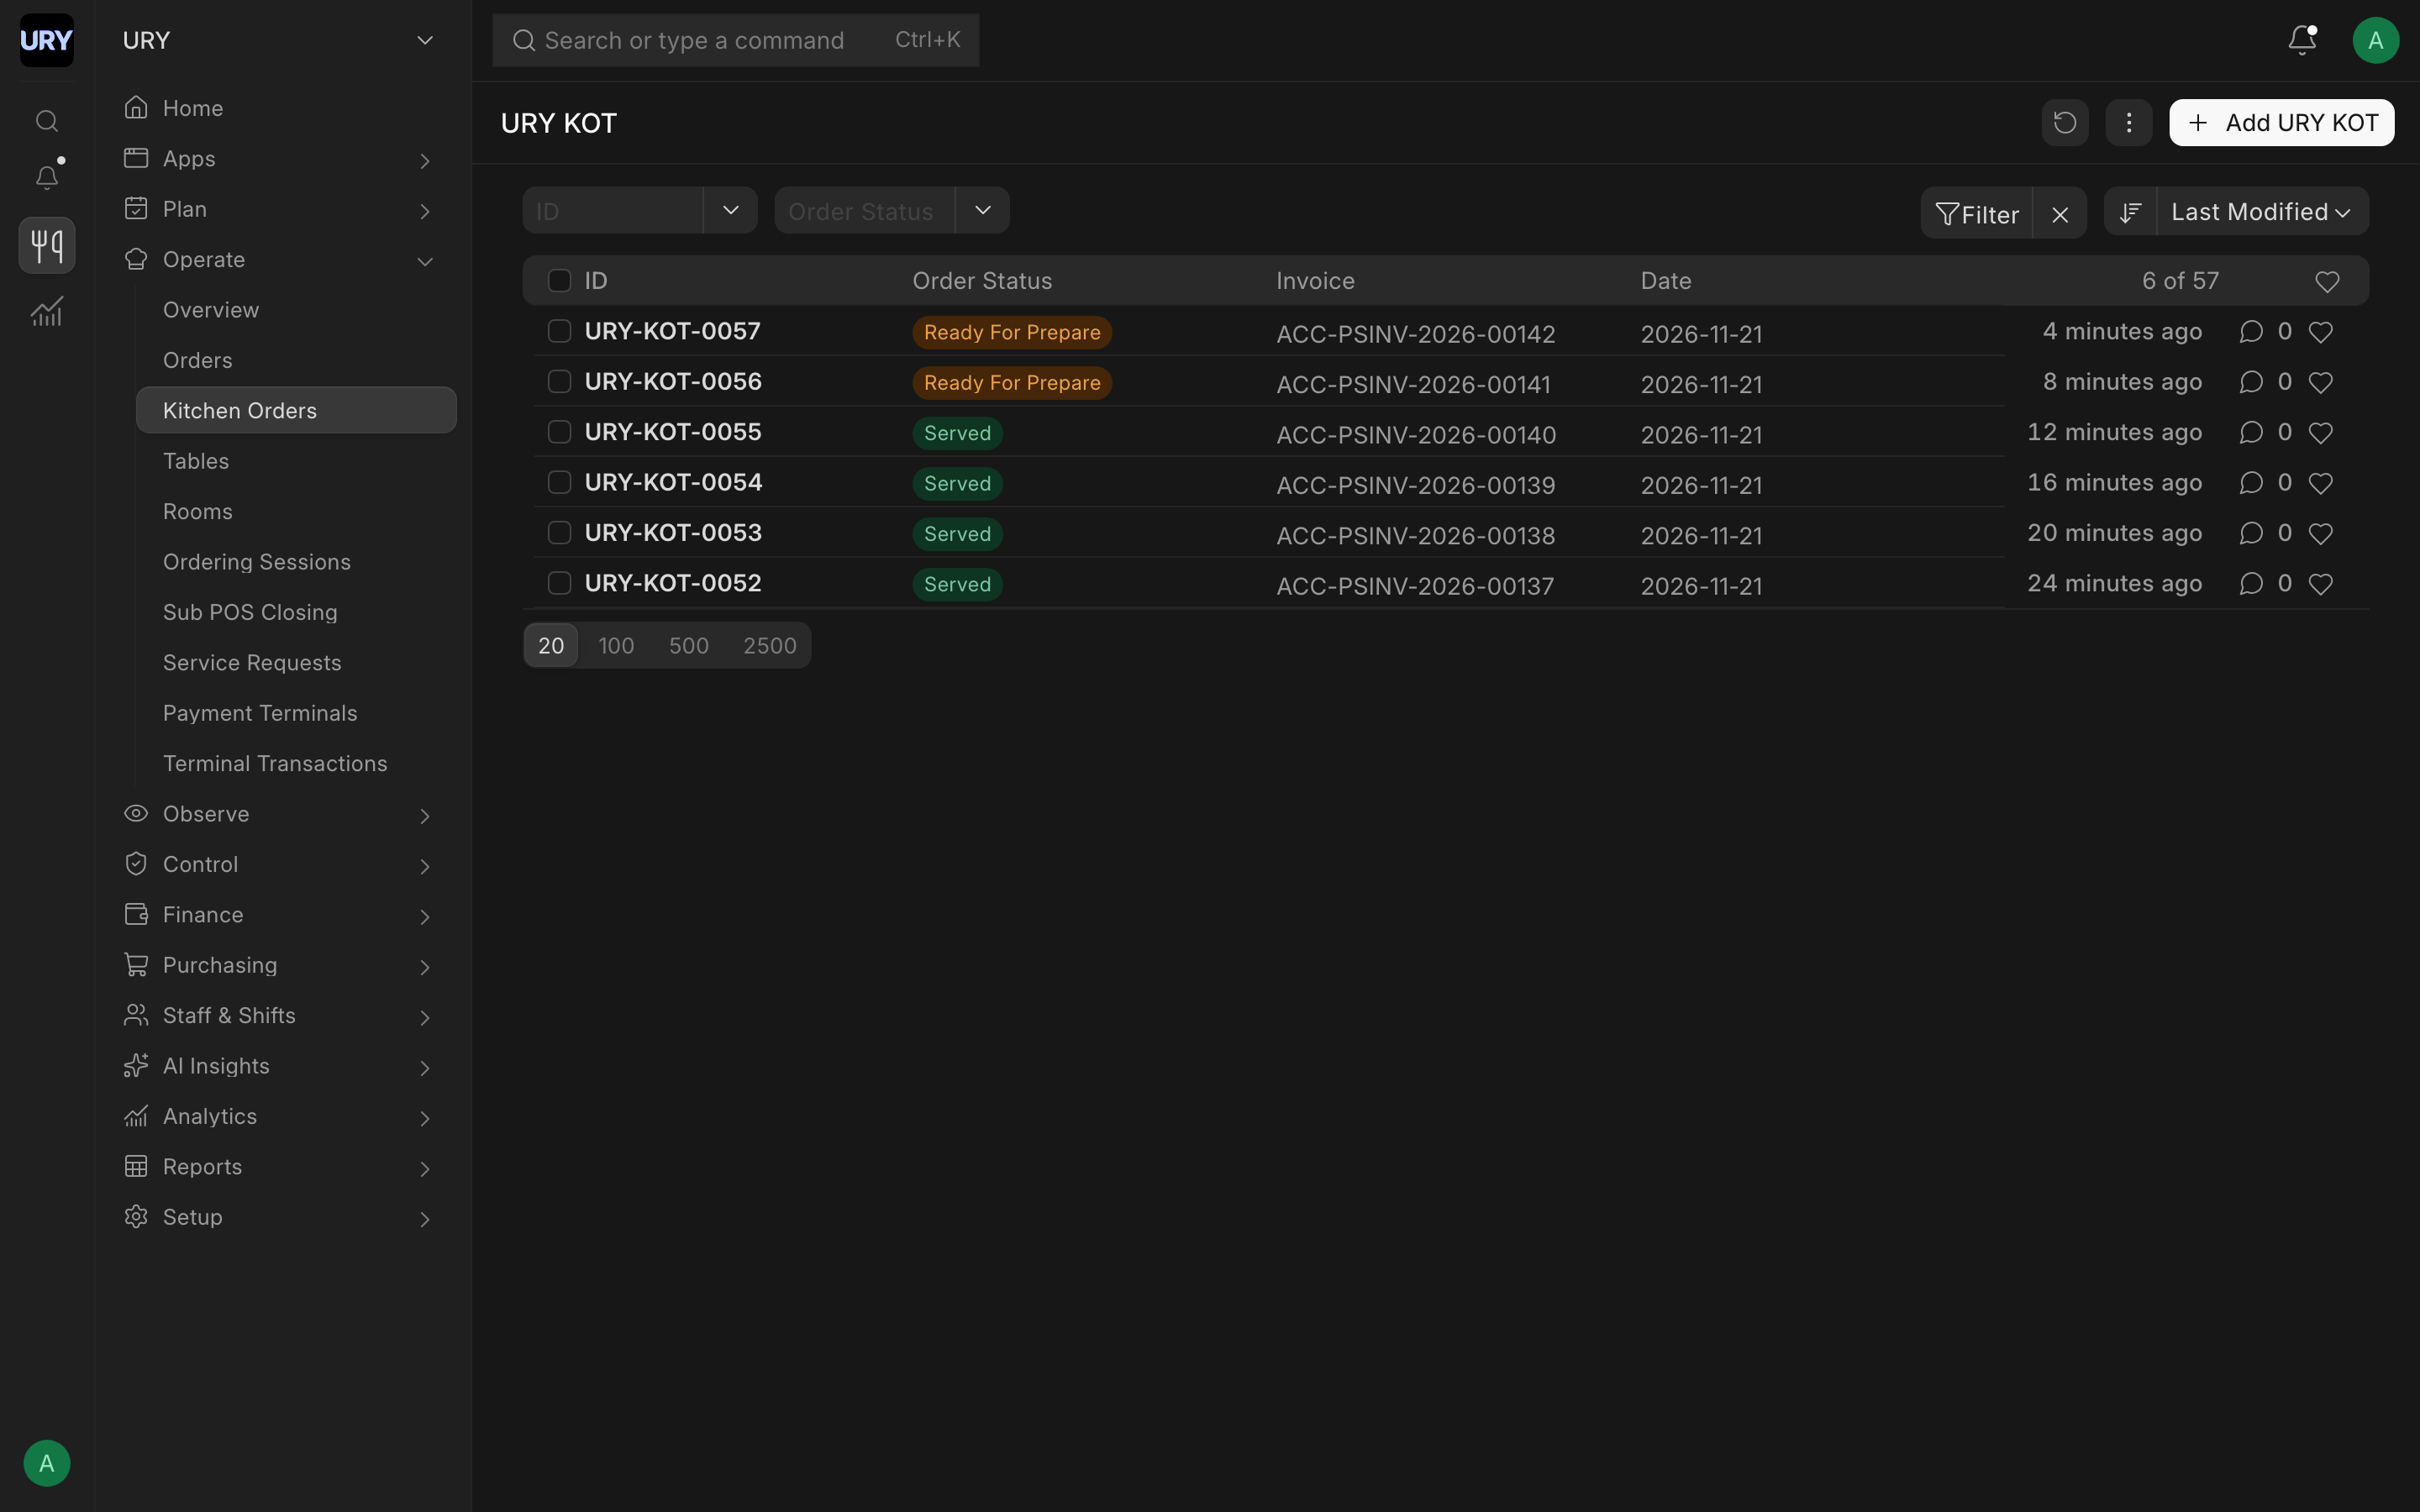 URY
URY
Search or type a command Ctrl+K
A
Home
Apps
Plan
Operate
Overview
Orders
Kitchen Orders
Tables
Rooms
Ordering Sessions
Sub POS Closing
Service Requests
Payment Terminals
Terminal Transactions
Observe
Control
Finance
Purchasing
Staff & Shifts
AI Insights
Analytics
Reports
Setup
A
URY KOT
Add URY KOT
ID
Order Status
Filter
Last Modified
ID Order Status Invoice Date 6 of 57
URY-KOT-0057 Ready For Prepare ACC-PSINV-2026-00142 2026-11-21 4 minutes ago 0
URY-KOT-0056 Ready For Prepare ACC-PSINV-2026-00141 2026-11-21 8 minutes ago 0
URY-KOT-0055 Served ACC-PSINV-2026-00140 2026-11-21 12 minutes ago 0
URY-KOT-0054 Served ACC-PSINV-2026-00139 2026-11-21 16 minutes ago 0
URY-KOT-0053 Served ACC-PSINV-2026-00138 2026-11-21 20 minutes ago 0
URY-KOT-0052 Served ACC-PSINV-2026-00137 2026-11-21 24 minutes ago 0
20 100 500 2500